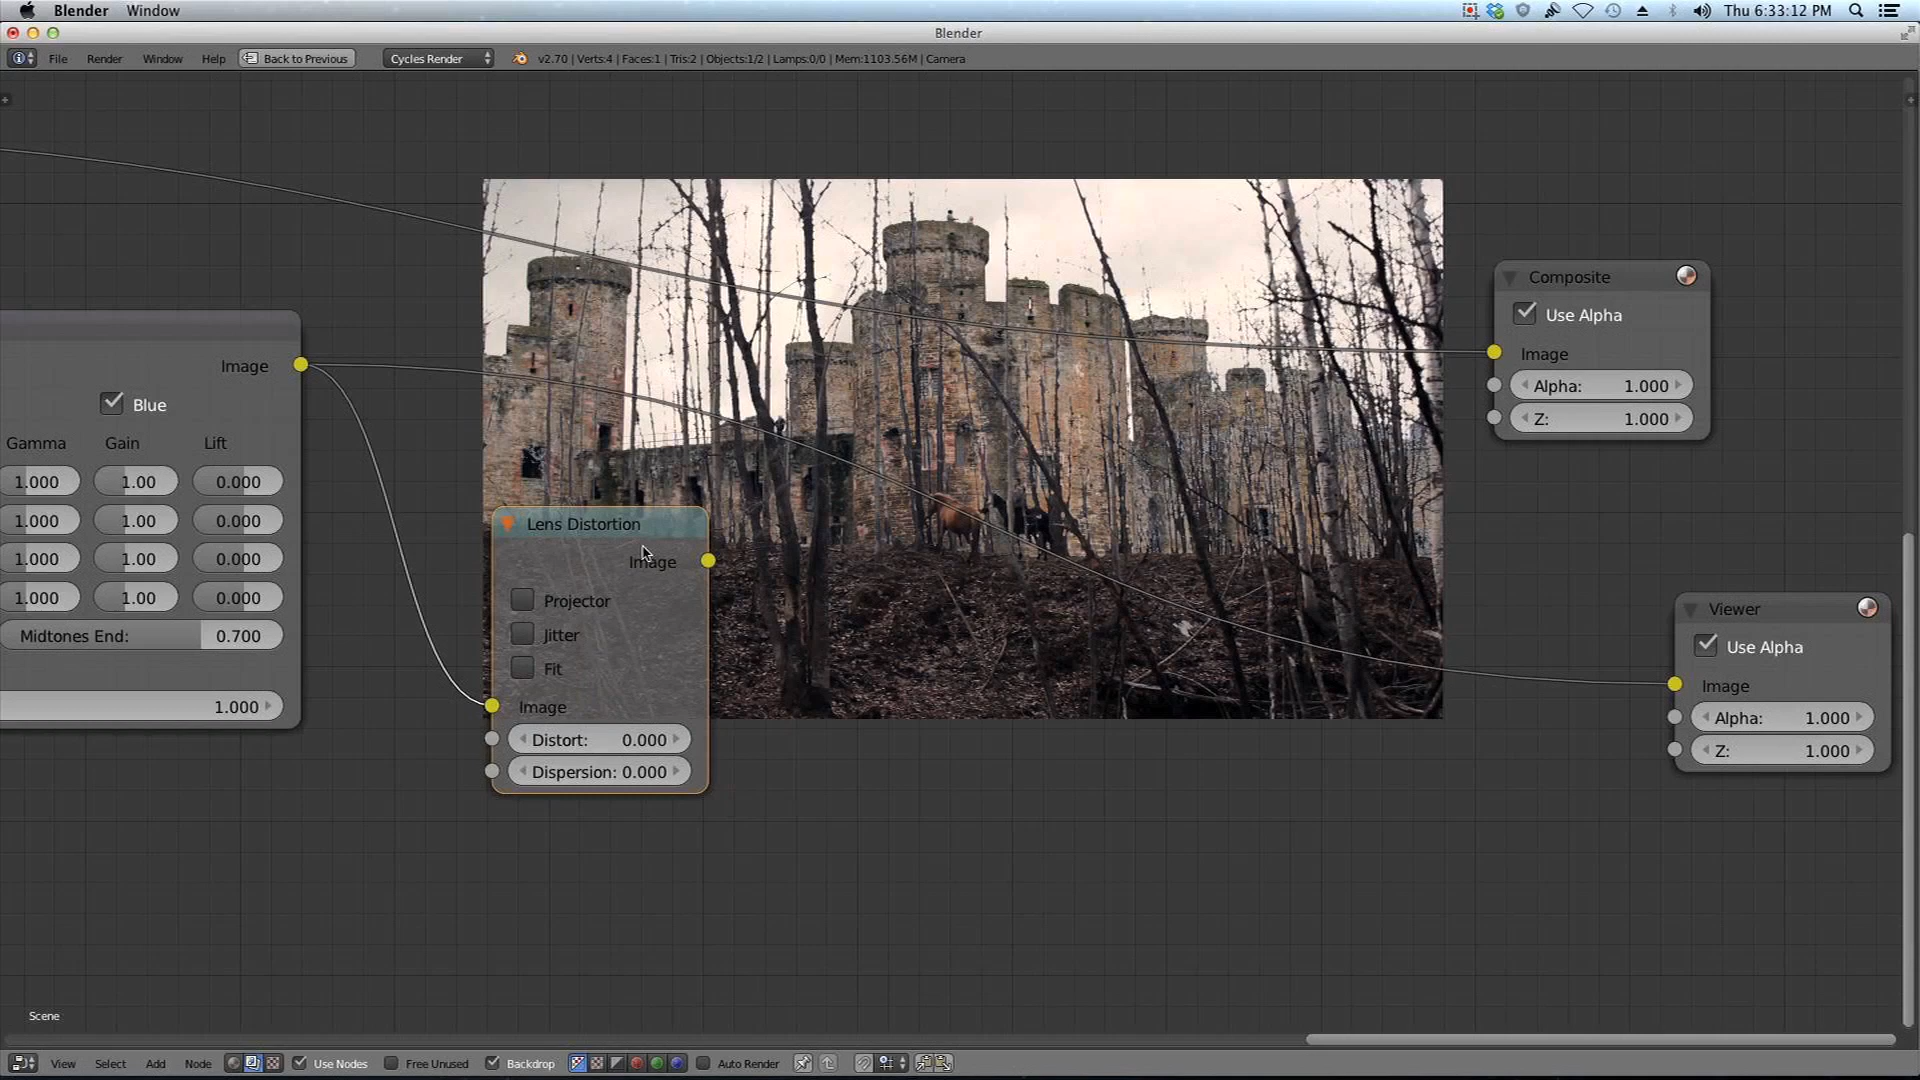 Blender Window Thu 6:33:12 PM
Blender
File Render Window Help Back to Previous Cycles Render v2.70 | Verts:4 | Faces:1 | Tris:2 | Objects:1/2 | Lamps:0/0 | Mem:1103.56M | Camera
Image
Blue
Gamma Gain Lift
1.000 1.00 0.000
1.000 1.00 0.000
1.000 1.00 0.000
1.000 1.00 0.000
Midtones End: 0.700
1.000
Lens Distortion
Image
Projector
Jitter
Fit
Image
Distort: 0.000
Dispersion: 0.000
Composite
Use Alpha
Image
Alpha: 1.000
Z: 1.000
Viewer
Use Alpha
Image
Alpha: 1.000
Z: 1.000
Scene
View Select Add Node Use Nodes Free Unused Backdrop Auto Render